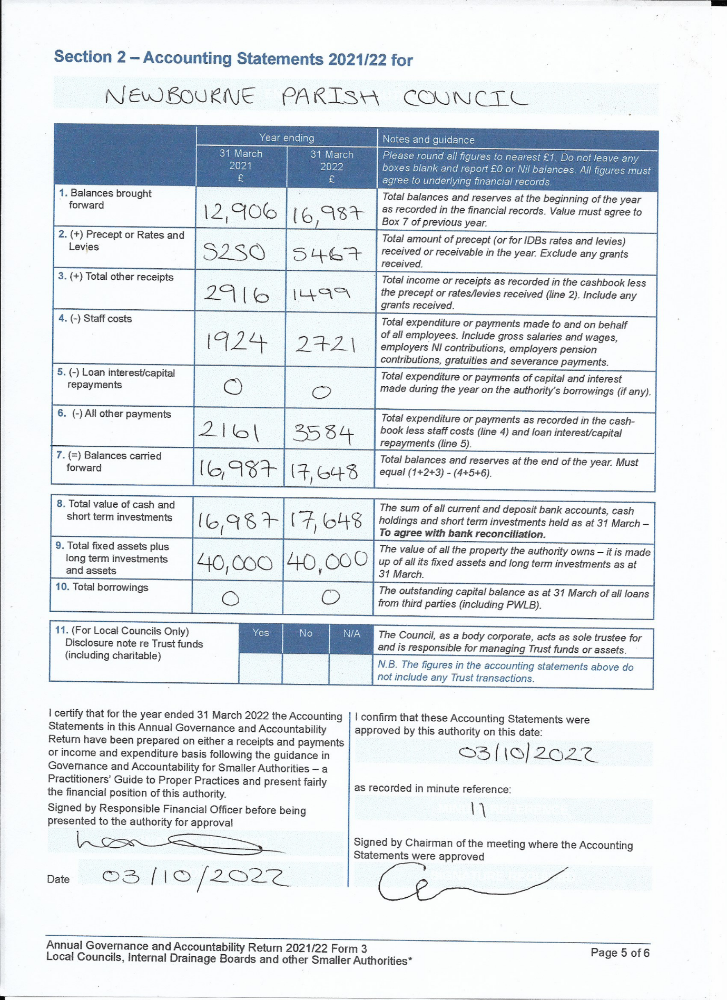 Section 2 – Accounting Statements 2021/22 for
NEWBOURNE PARISH COUNCIL
Year ending
Notes and guidance
31 March
2021
£
31 March
2022
£
Please round all figures to nearest £1. Do not leave any
boxes blank and report £0 or Nil balances. All figures must
agree to underlying financial records.
1. Balances brought
forward
12,906
16,987
Total balances and reserves at the beginning of the year
as recorded in the financial records. Value must agree to
Box 7 of previous year.
2. (+) Precept or Rates and
Levies
5250
5467
Total amount of precept (or for IDBs rates and levies)
received or receivable in the year. Exclude any grants
received.
3. (+) Total other receipts
2916
1499
Total income or receipts as recorded in the cashbook less
the precept or rates/levies received (line 2). Include any
grants received.
4. (-) Staff costs
1924
2721
Total expenditure or payments made to and on behalf
of all employees. Include gross salaries and wages,
employers NI contributions, employers pension
contributions, gratuities and severance payments.
5. (-) Loan interest/capital
repayments
0
0
Total expenditure or payments of capital and interest
made during the year on the authority's borrowings (if any).
6. (-) All other payments
2161
3584
Total expenditure or payments as recorded in the cash-
book less staff costs (line 4) and loan interest/capital
repayments (line 5).
7. (=) Balances carried
forward
16,987
17,648
Total balances and reserves at the end of the year. Must
equal (1+2+3) - (4+5+6).
8. Total value of cash and
short term investments
16,987
17,648
The sum of all current and deposit bank accounts, cash
holdings and short term investments held as at 31 March –
To agree with bank reconciliation.
9. Total fixed assets plus
long term investments
and assets
40,000
40,000
The value of all the property the authority owns – it is made
up of all its fixed assets and long term investments as at
31 March.
10. Total borrowings
0
0
The outstanding capital balance as at 31 March of all loans
from third parties (including PWLB).
11. (For Local Councils Only)
Disclosure note re Trust funds
(including charitable)
Yes
No
N/A
The Council, as a body corporate, acts as sole trustee for
and is responsible for managing Trust funds or assets.
N.B. The figures in the accounting statements above do
not include any Trust transactions.
I certify that for the year ended 31 March 2022 the Accounting
Statements in this Annual Governance and Accountability
Return have been prepared on either a receipts and payments
or income and expenditure basis following the guidance in
Governance and Accountability for Smaller Authorities – a
Practitioners' Guide to Proper Practices and present fairly
the financial position of this authority.
Signed by Responsible Financial Officer before being
presented to the authority for approval
Date 03/10/2022
I confirm that these Accounting Statements were
approved by this authority on this date:
03/10/2022
as recorded in minute reference:
11
Signed by Chairman of the meeting where the Accounting
Statements were approved
Annual Governance and Accountability Return 2021/22 Form 3
Local Councils, Internal Drainage Boards and other Smaller Authorities*
Page 5 of 6